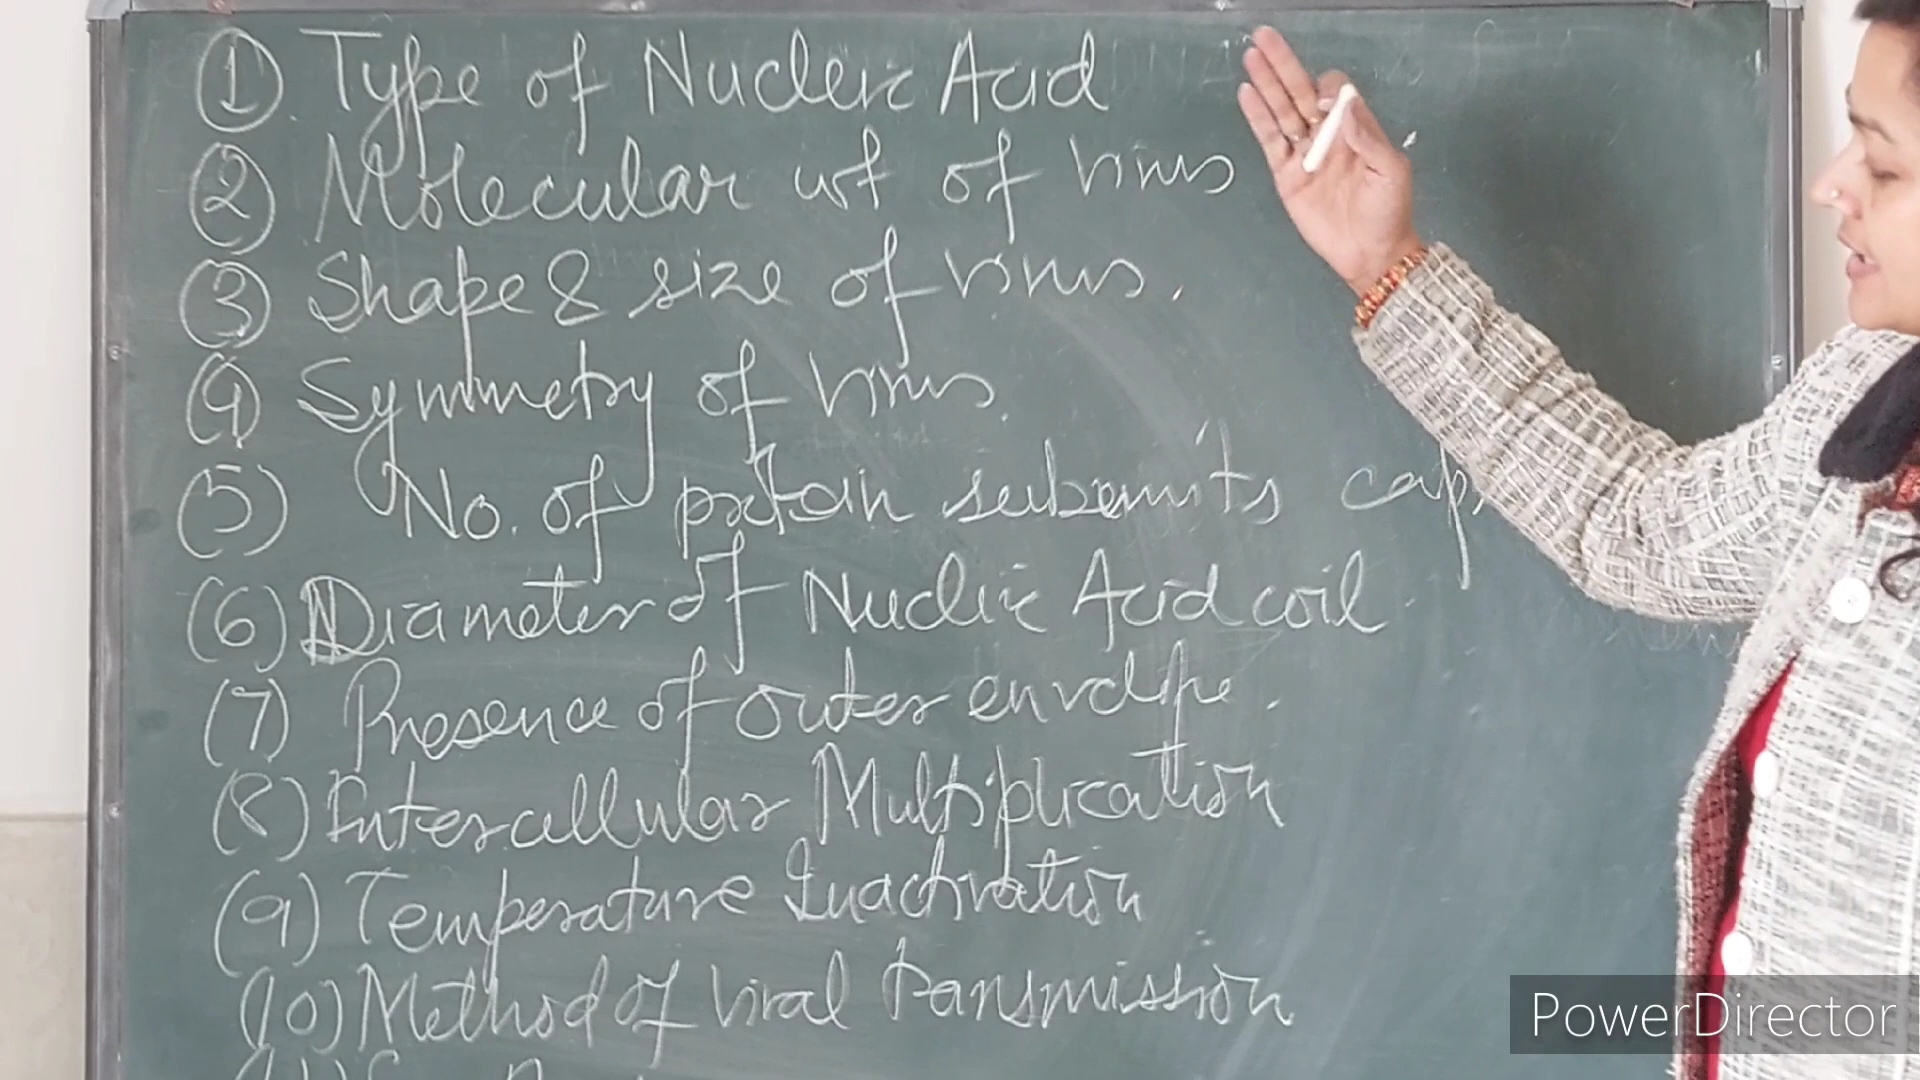 ① Type of Nucleic Acid
② Molecular wt of virus
③ Shape & size of virus.
④ Symmetry of virus.
(5) No. of protein subunits
(6) Diameter of Nucleic Acid coil.
(7) Presence of outer envelope.
(8) Intercellular Multiplication
(9) Temperature Inactivation
(10) Method of Viral Transmission
PowerDirector